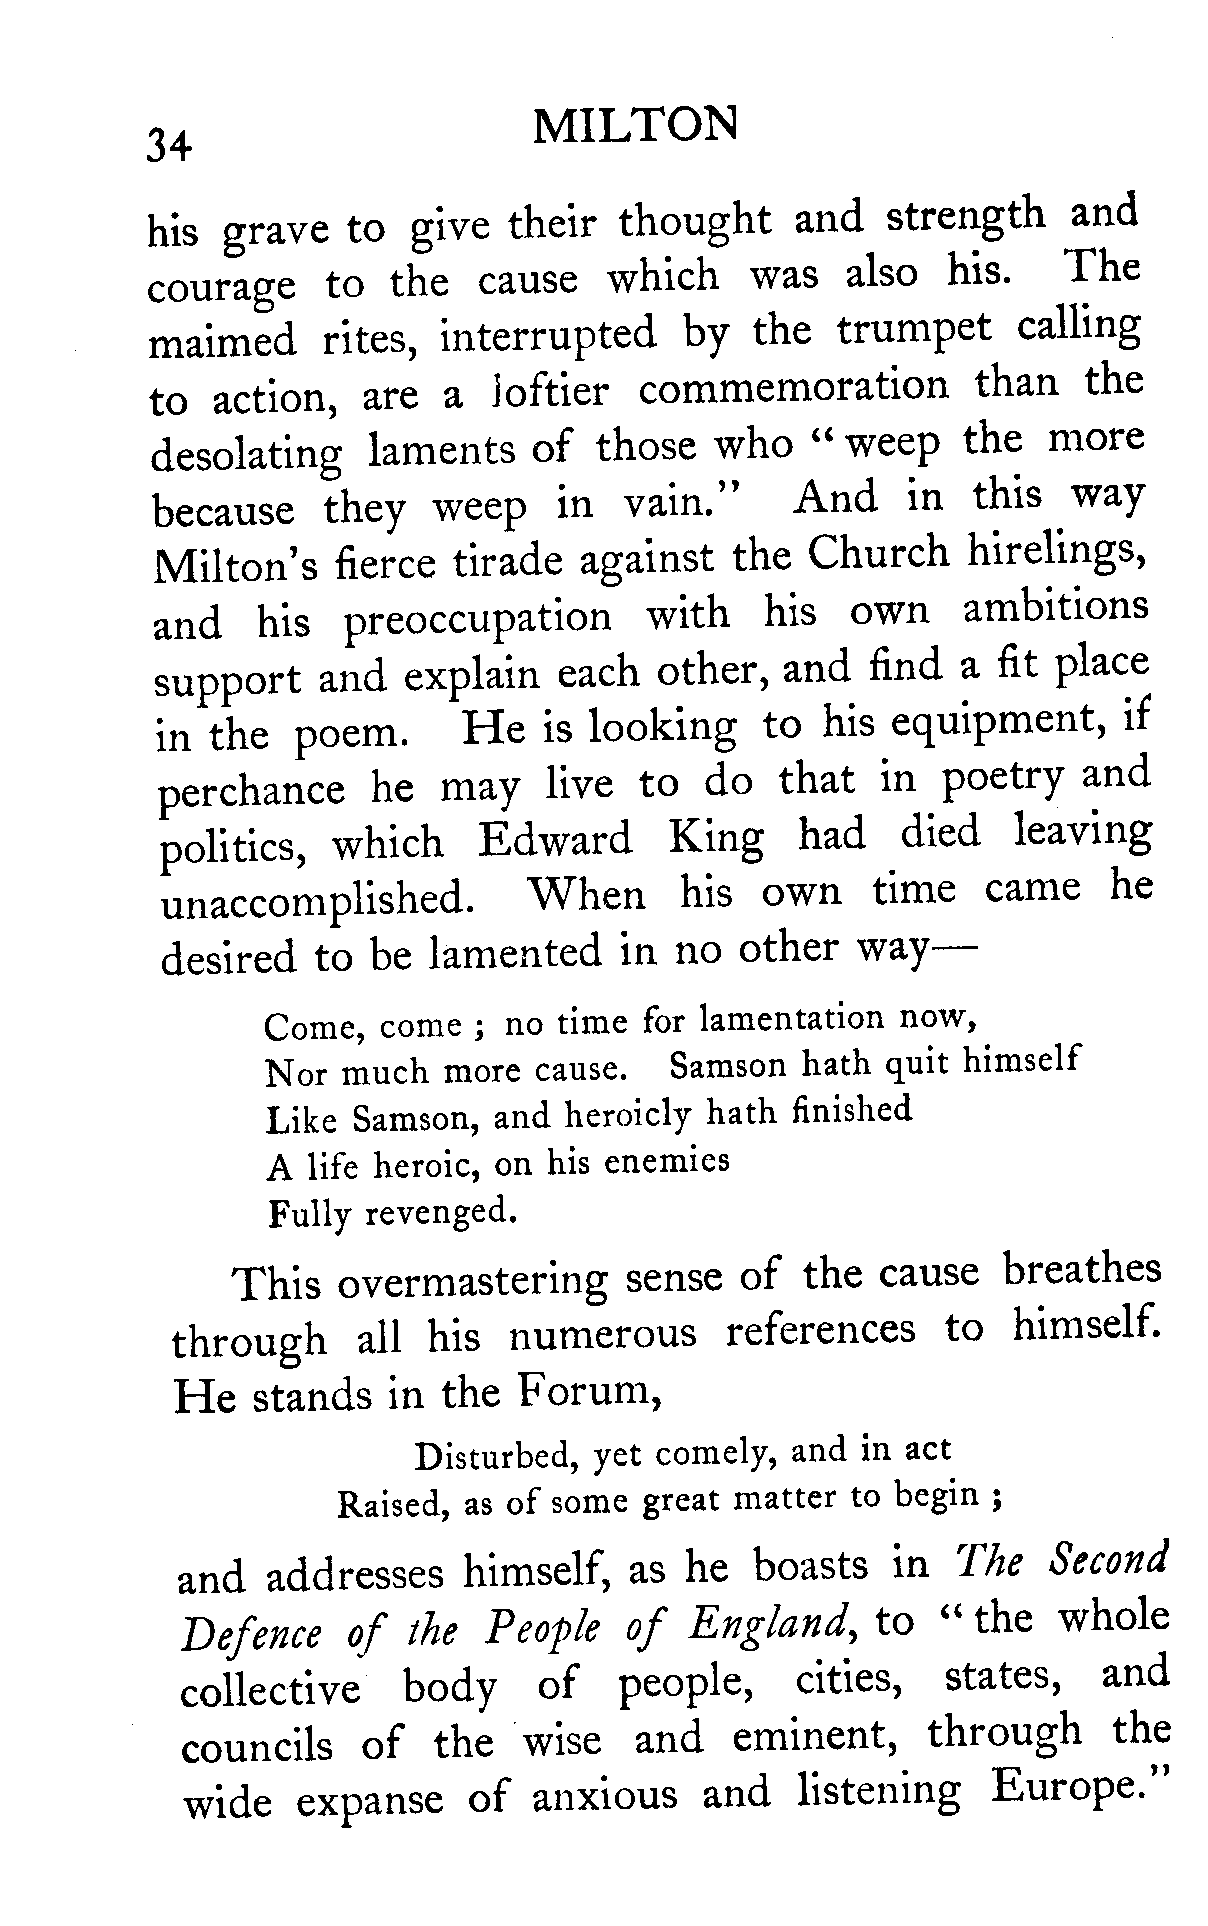 34 MILTON
his grave to give their thought and strength and
courage to the cause which was also his. The
maimed rites, interrupted by the trumpet calling
to action, are a loftier commemoration than the
desolating laments of those who “ weep the more
because they weep in vain.” And in this way
Milton’s fierce tirade against the Church hirelings,
and his preoccupation with his own ambitions
support and explain each other, and find a fit place
in the poem. He is looking to his equipment, if
perchance he may live to do that in poetry and
politics, which Edward King had died leaving
unaccomplished. When his own time came he
desired to be lamented in no other way—
Come, come ; no time for lamentation now,
Nor much more cause. Samson hath quit himself
Like Samson, and heroicly hath finished
A life heroic, on his enemies
Fully revenged.
This overmastering sense of the cause breathes
through all his numerous references to himself.
He stands in the Forum,
Disturbed, yet comely, and in act
Raised, as of some great matter to begin ;
and addresses himself, as he boasts in The Second
Defence of the People of England, to “ the whole
collective body of people, cities, states, and
councils of the wise and eminent, through the
wide expanse of anxious and listening Europe.”